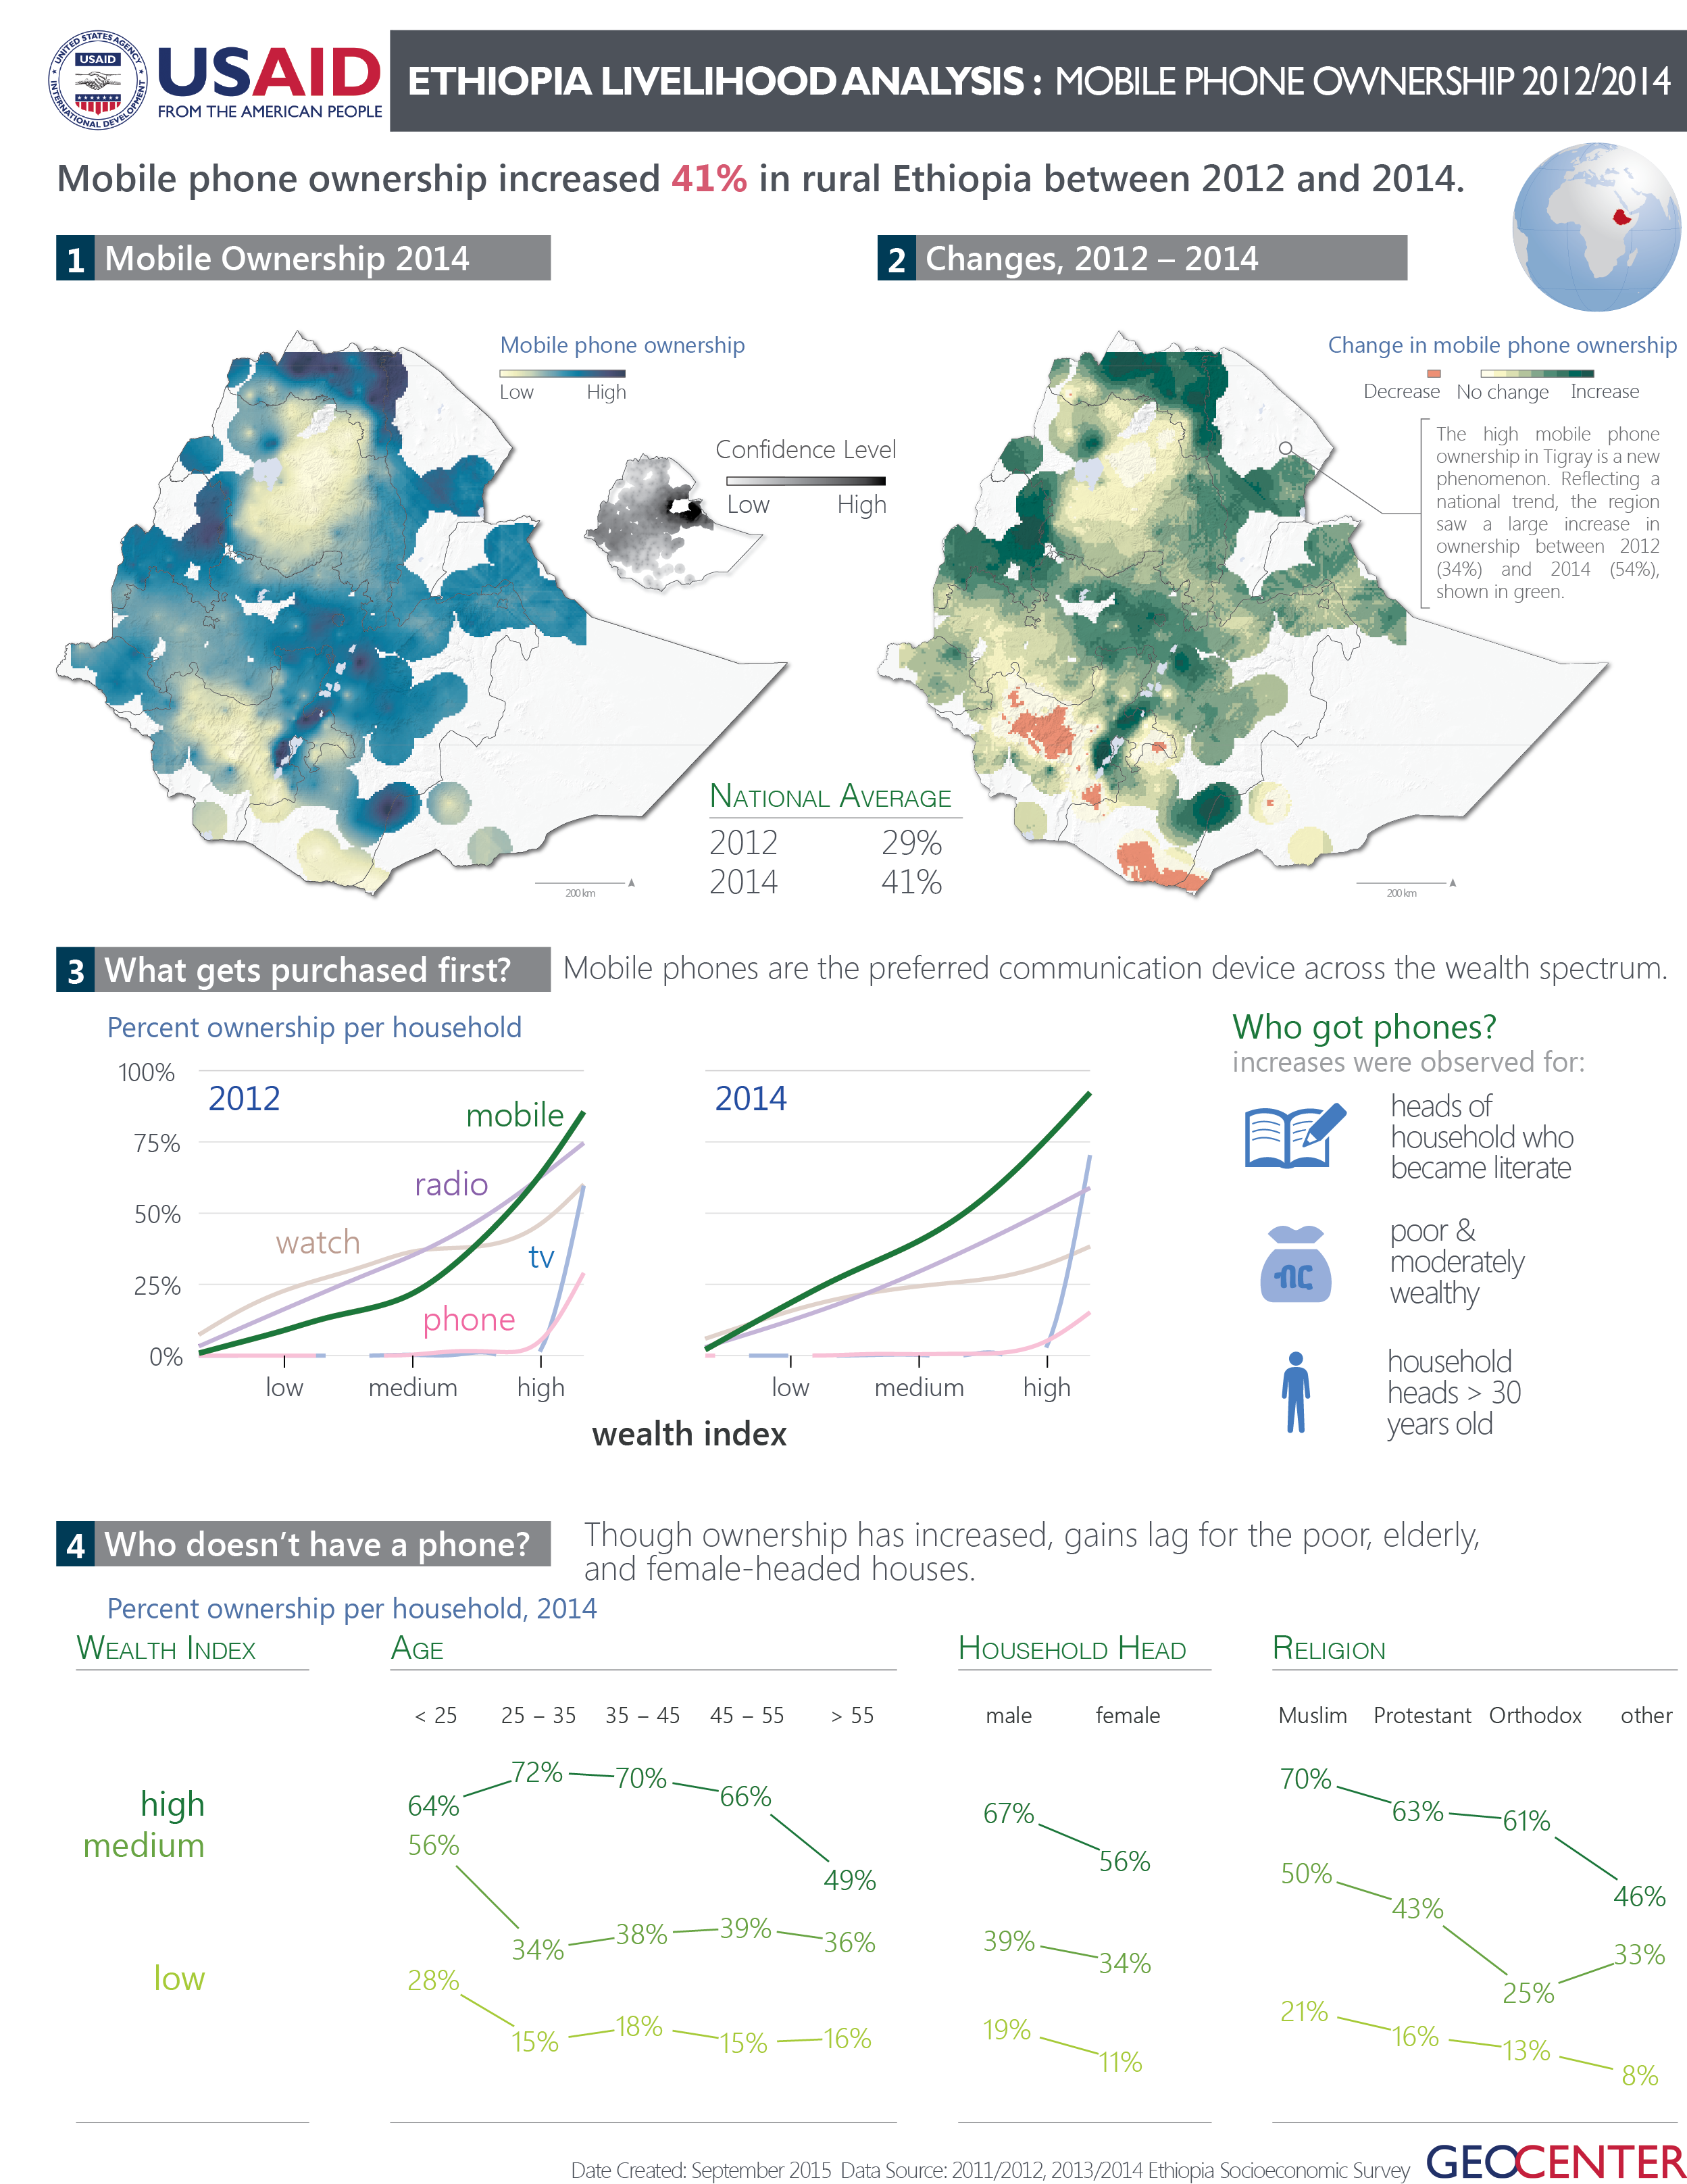 UNITED STATES AGENCY
INTERNATIONAL DEVELOPMENT
USAID
USAID
FROM THE AMERICAN PEOPLE
ETHIOPIA LIVELIHOOD ANALYSIS : MOBILE PHONE OWNERSHIP 2012/2014
Mobile phone ownership increased 41% in rural Ethiopia between 2012 and 2014.
1 Mobile Ownership 2014
Mobile phone ownership
Low High
Confidence Level
Low High
200 km
NATIONAL AVERAGE
2012 29%
2014 41%
2 Changes, 2012 – 2014
Change in mobile phone ownership
Decrease No change Increase
The high mobile phone
ownership in Tigray is a new
phenomenon. Reflecting a
national trend, the region
saw a large increase in
ownership between 2012
(34%) and 2014 (54%),
shown in green.
200 km
3 What gets purchased first?
Mobile phones are the preferred communication device across the wealth spectrum.
Percent ownership per household
100%
75%
50%
25%
0%
2012
mobile
radio
watch
tv
phone
low medium high
2014
low medium high
wealth index
Who got phones?
increases were observed for:
heads of
household who
became literate
ብር
poor &
moderately
wealthy
household
heads > 30
years old
4 Who doesn’t have a phone?
Though ownership has increased, gains lag for the poor, elderly,
and female-headed houses.
Percent ownership per household, 2014
WEALTH INDEX AGE HOUSEHOLD HEAD RELIGION
< 25 25 – 35 35 – 45 45 – 55 > 55 male female Muslim Protestant Orthodox other
high 64% 72% 70% 66% 49% 67% 56% 70% 63% 61% 46%
medium 56% 34% 38% 39% 36% 39% 34% 50% 43% 25% 33%
low 28% 15% 18% 15% 16% 19% 11% 21% 16% 13% 8%
Date Created: September 2015 Data Source: 2011/2012, 2013/2014 Ethiopia Socioeconomic Survey
GEOCENTER